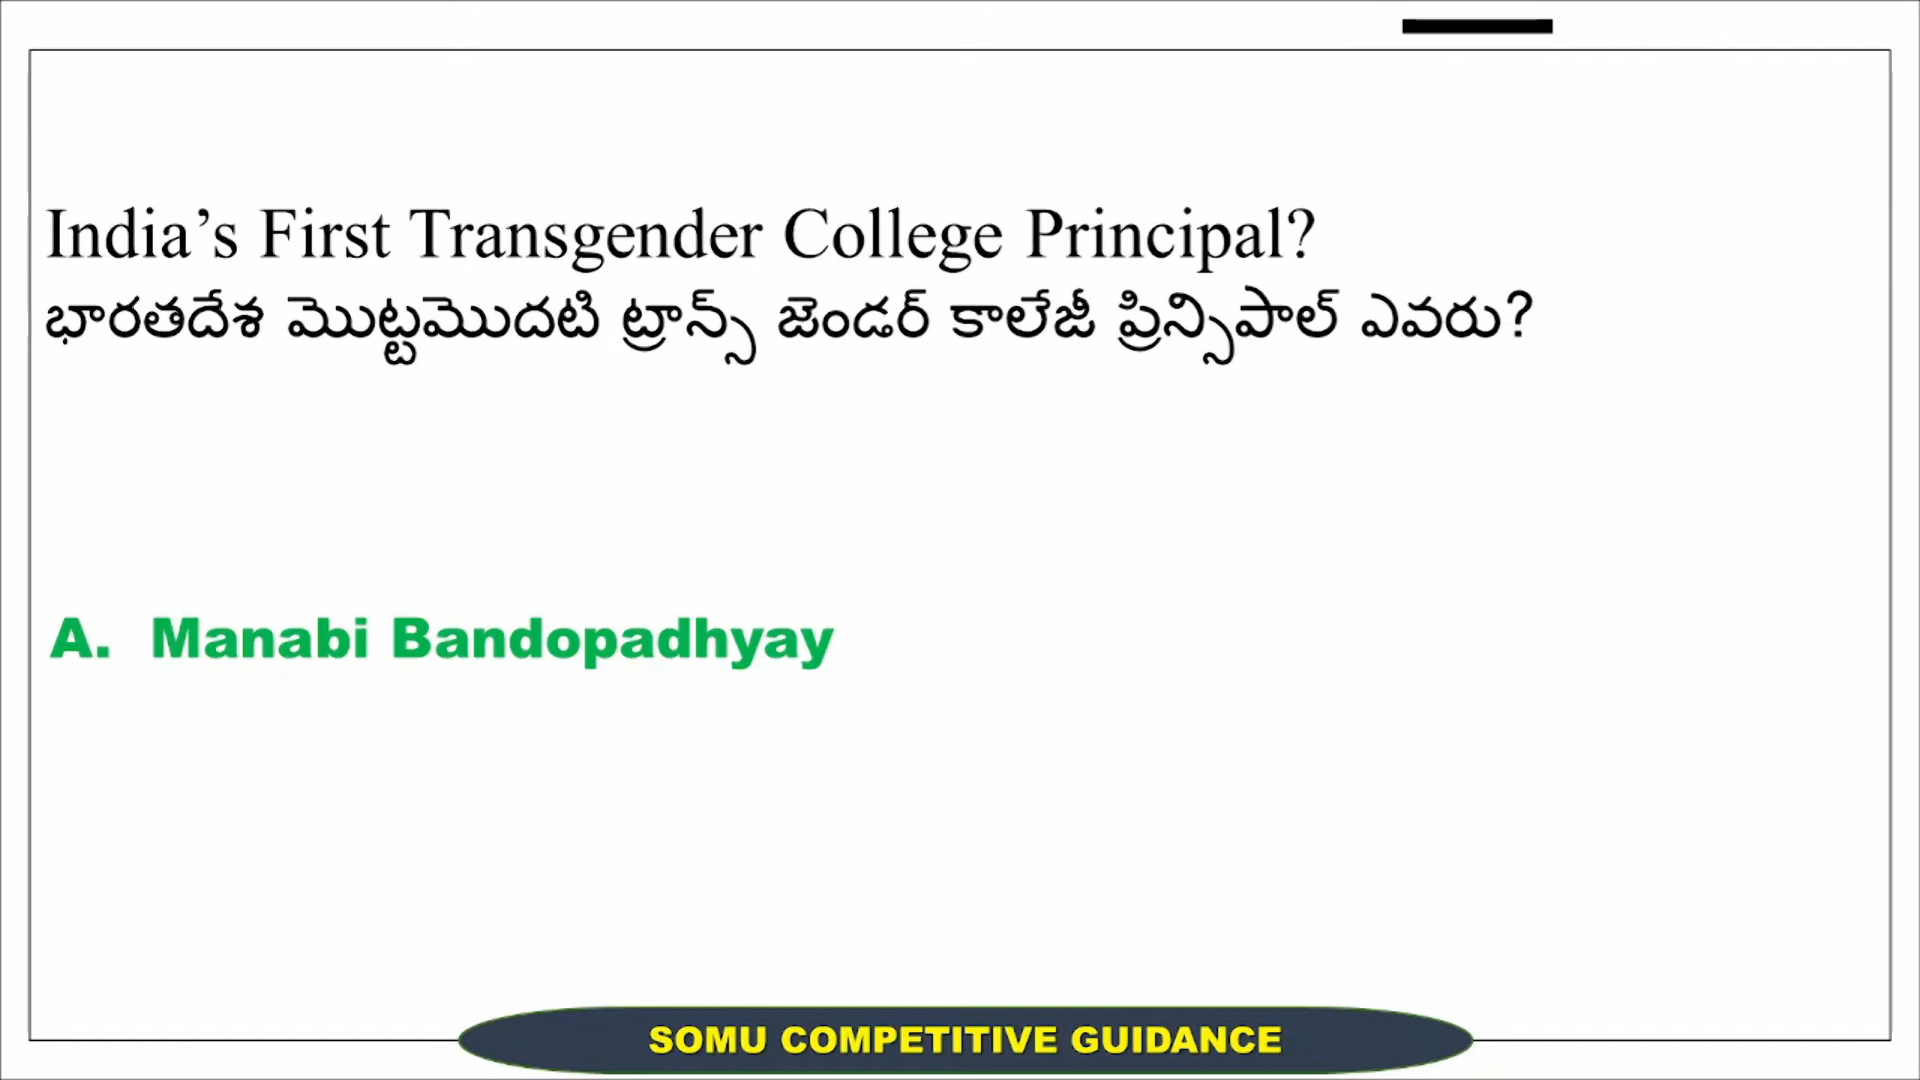 India’s First Transgender College Principal?
భారతదేశ మొట్టమొదటి ట్రాన్స్ జెండర్ కాలేజీ ప్రిన్సిపాల్ ఎవరు?
A. Manabi Bandopadhyay
SOMU COMPETITIVE GUIDANCE